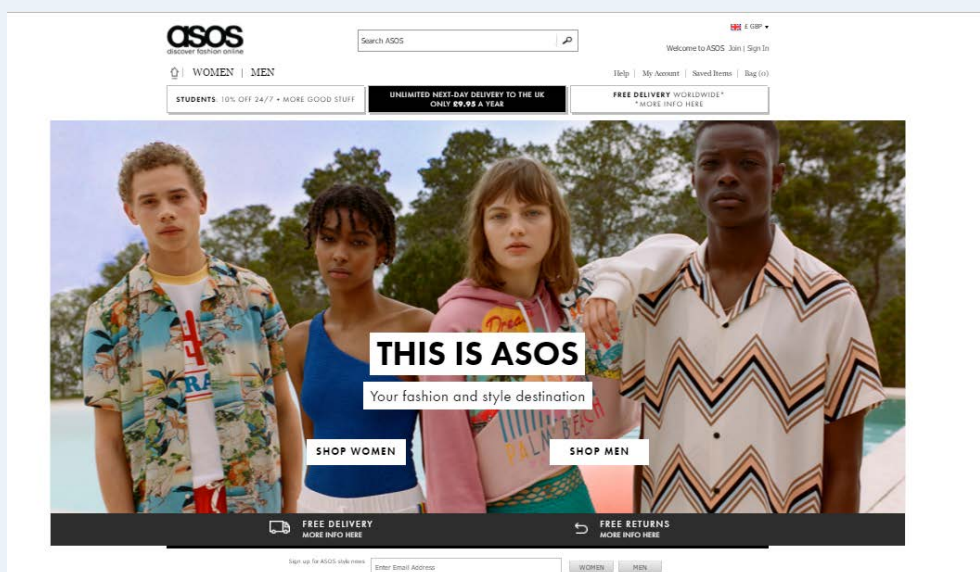 asos
discover fashion online
Search ASOS
£ GBP
Welcome to ASOS Join | Sign In
WOMEN | MEN
Help | My Account | Saved Items | Bag (0)
STUDENTS: 10% OFF 24/7 + MORE GOOD STUFF
UNLIMITED NEXT-DAY DELIVERY TO THE UK
ONLY £9.95 A YEAR
FREE DELIVERY WORLDWIDE*
*MORE INFO HERE
Drea
RA
THIS IS ASOS
Your fashion and style destination
PALM BEACH
SHOP WOMEN
SHOP MEN
FREE DELIVERY
MORE INFO HERE
FREE RETURNS
MORE INFO HERE
Sign up for ASOS style news
Enter Email Address
WOMEN
MEN